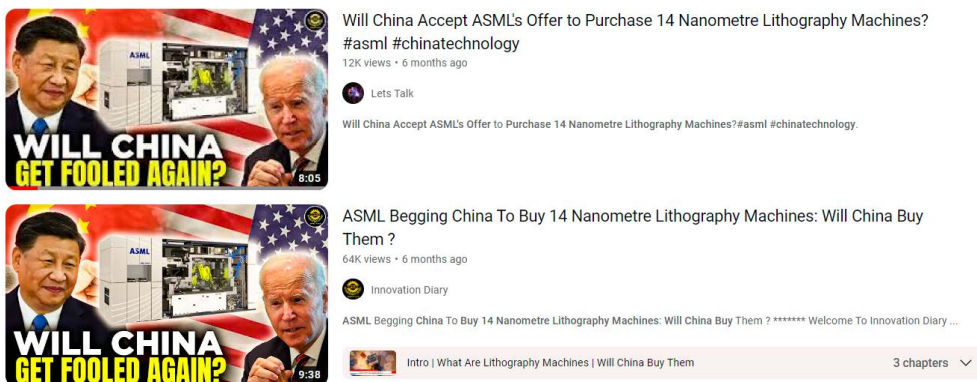 ASML
WILL CHINA
GET FOOLED AGAIN?
8:05
Will China Accept ASML's Offer to Purchase 14 Nanometre Lithography Machines?
#asml #chinatechnology
12K views • 6 months ago
Lets Talk
Will China Accept ASML's Offer to Purchase 14 Nanometre Lithography Machines?#asml #chinatechnology.
ASML
WILL CHINA
GET FOOLED AGAIN?
9:38
ASML Begging China To Buy 14 Nanometre Lithography Machines: Will China Buy
Them ?
64K views • 6 months ago
Innovation Diary
ASML Begging China To Buy 14 Nanometre Lithography Machines: Will China Buy Them ? ******* Welcome To Innovation Diary ...
Intro | What Are Lithography Machines | Will China Buy Them
3 chapters